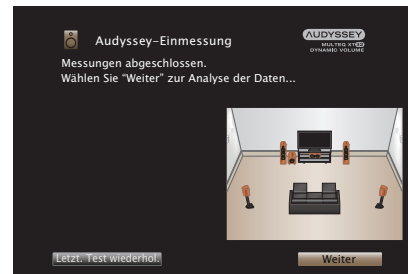 Audyssey-Einmessung
AUDYSSEY
MULTEQ XT32
DYNAMIC VOLUME
Messungen abgeschlossen.
Wählen Sie “Weiter” zur Analyse der Daten...
Letzt. Test wiederhol.
Weiter